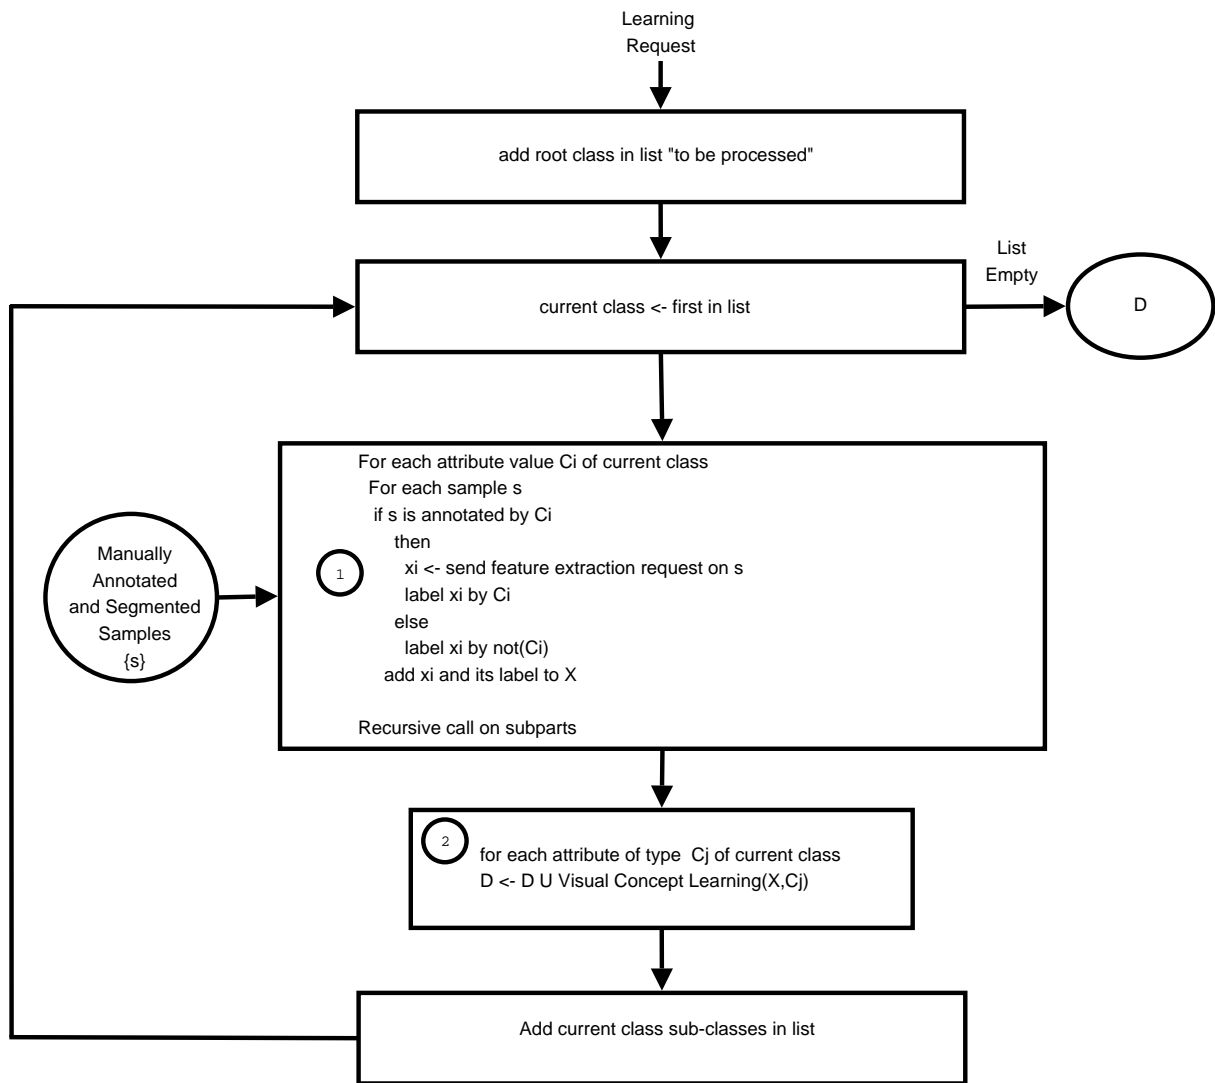 Learning
Request
add root class in list "to be processed"
List
Empty
current class <- first in list
D
For each attribute value Ci of current class
For each sample s
if s is annotated by Ci
then
xi <- send feature extraction request on s
label xi by Ci
else
label xi by not(Ci)
add xi and its label to X
Recursive call on subparts
1
Manually
Annotated
and Segmented
Samples
{s}
2
for each attribute of type Cj of current class
D <- D U Visual Concept Learning(X,Cj)
Add current class sub-classes in list